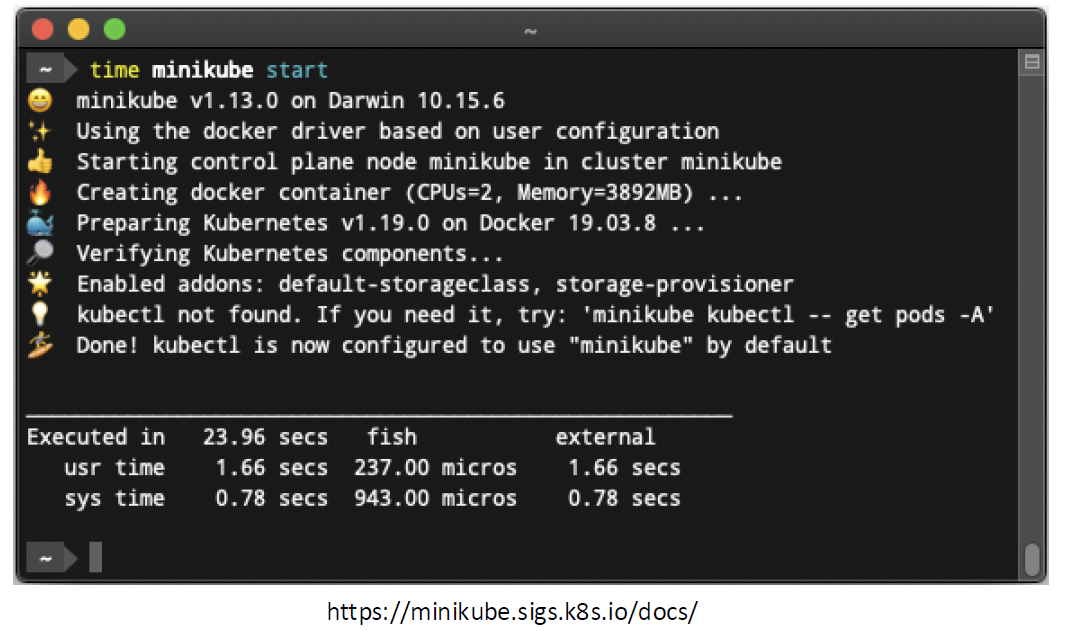 ~
~ time minikube start
minikube v1.13.0 on Darwin 10.15.6
Using the docker driver based on user configuration
Starting control plane node minikube in cluster minikube
Creating docker container (CPUs=2, Memory=3892MB) ...
Preparing Kubernetes v1.19.0 on Docker 19.03.8 ...
Verifying Kubernetes components...
Enabled addons: default-storageclass, storage-provisioner
kubectl not found. If you need it, try: 'minikube kubectl -- get pods -A'
Done! kubectl is now configured to use "minikube" by default
Executed in 23.96 secs fish external
usr time 1.66 secs 237.00 micros 1.66 secs
sys time 0.78 secs 943.00 micros 0.78 secs
~
https://minikube.sigs.k8s.io/docs/